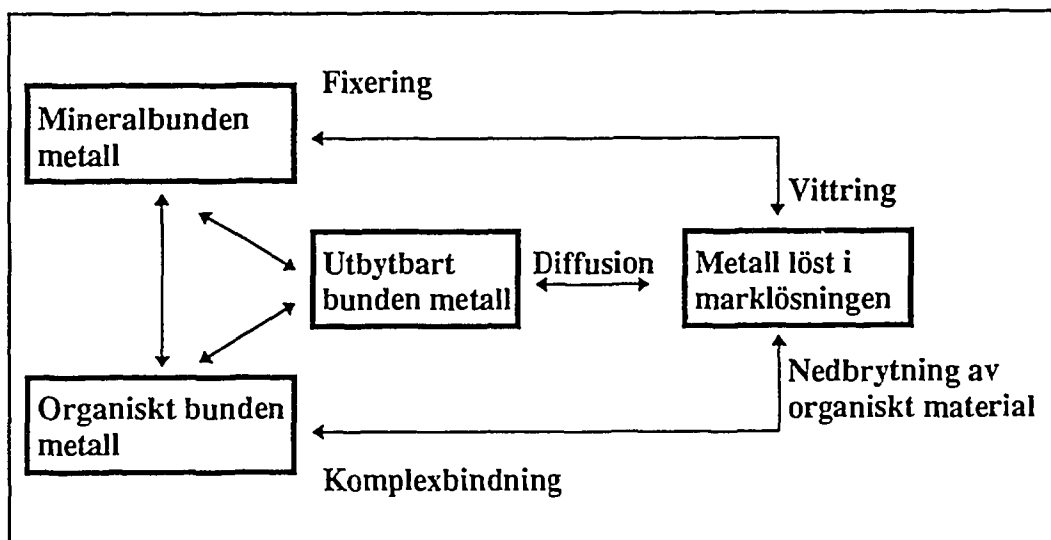 Fixering
Mineralbunden
metall
Vittring
Utbytbart
bunden metall
Diffusion
Metall löst i
marklösningen
Organiskt bunden
metall
Nedbrytning av
organiskt material
Komplexbindning